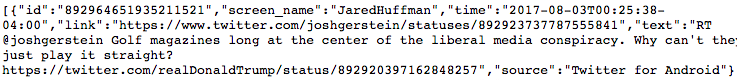 [{"id":"892964651935211521","screen_name":"JaredHuffman","time":"2017-08-03T00:25:38-
04:00","link":"https://www.twitter.com/joshgerstein/statuses/892923737787555841","text":"RT
@joshgerstein Golf magazines long at the center of the liberal media conspiracy. Why can't they
just play it straight?
https://twitter.com/realDonaldTrump/status/892920397162848257","source":"Twitter for Android"}